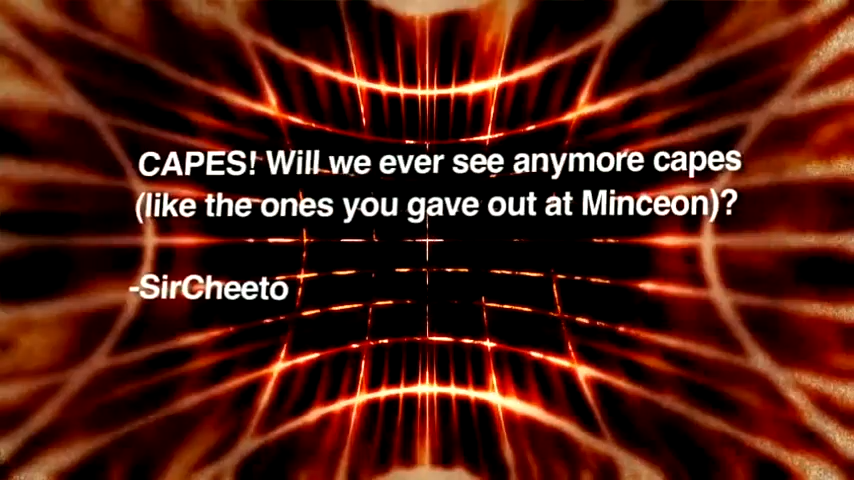 CAPES! Will we ever see anymore capes
(like the ones you gave out at Minceon)?
-SirCheeto